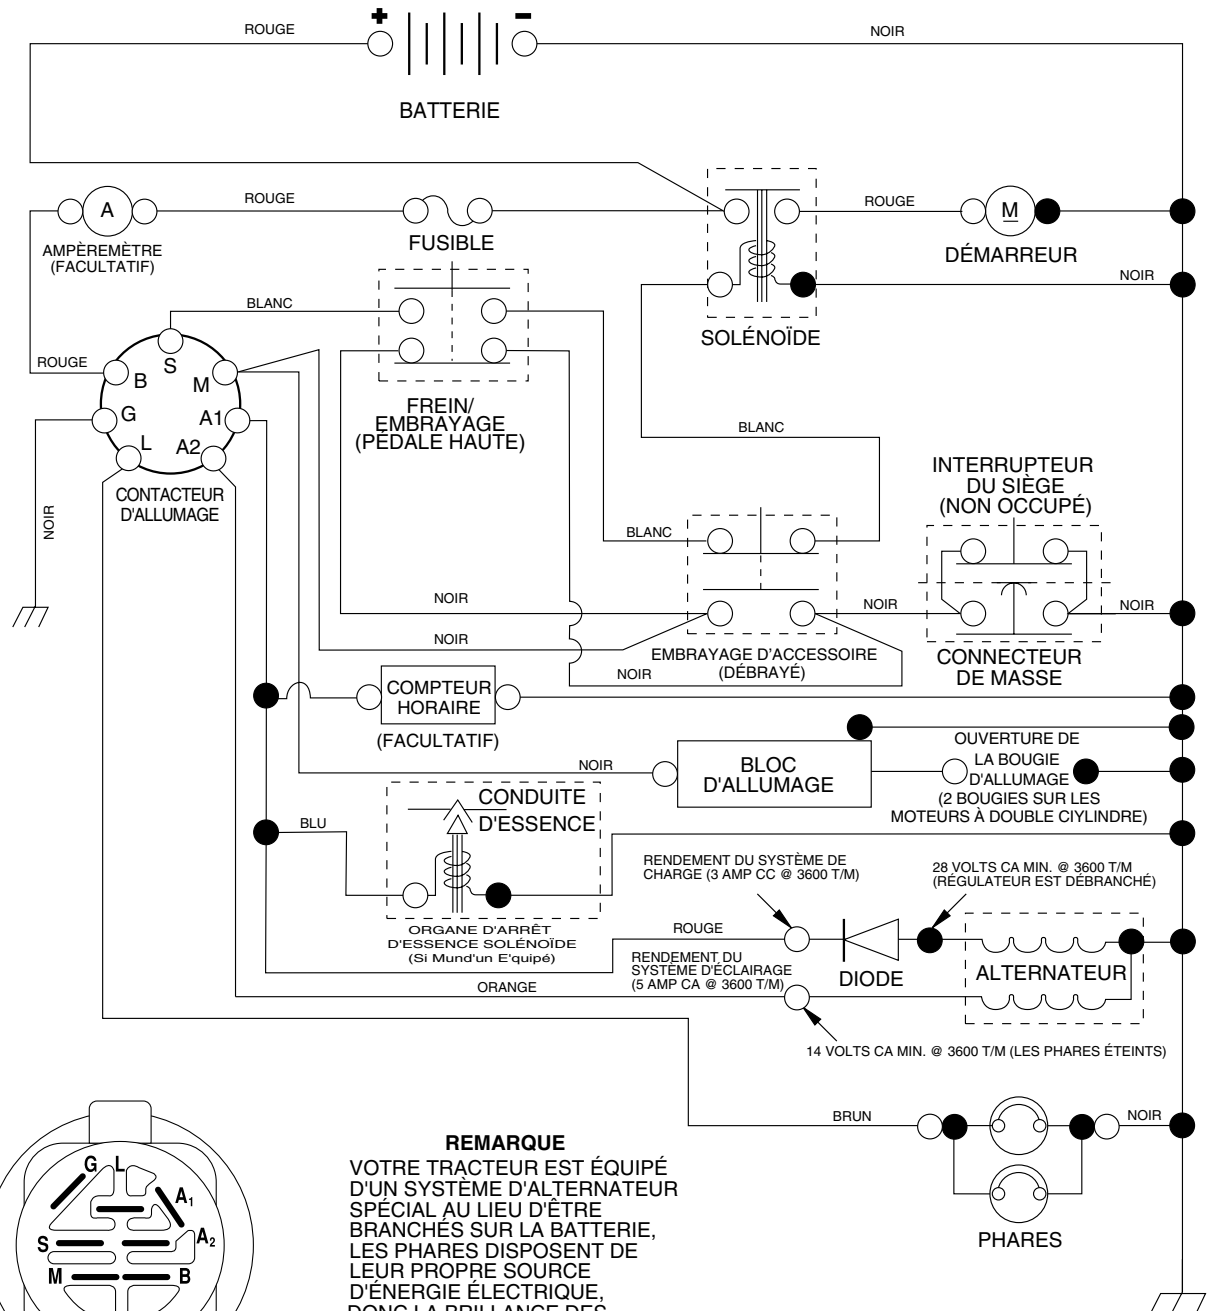 +
-
ROUGE
NOIR
BATTERIE
A
ROUGE
ROUGE
M
AMPÈREMÈTRE
(FACULTATIF)
FUSIBLE
DÉMARREUR
NOIR
BLANC
SOLÉNOÏDE
ROUGE
S
B
M
G
A1
L
A2
FREIN/
EMBRAYAGE
(PÉDALE HAUTE)
BLANC
CONTACTEUR
D'ALLUMAGE
NOIR
INTERRUPTEUR
DU SIÈGE
(NON OCCUPÉ)
BLANC
NOIR
NOIR
NOIR
NOIR
EMBRAYAGE D'ACCESSOIRE
(DÉBRAYÉ)
NOIR
CONNECTEUR
DE MASSE
COMPTEUR
HORAIRE
(FACULTATIF)
NOIR
BLOC
D'ALLUMAGE
OUVERTURE DE
LA BOUGIE
D'ALLUMAGE
(2 BOUGIES SUR LES
MOTEURS À DOUBLE CIYLINDRE)
CONDUITE
D'ESSENCE
BLU
RENDEMENT DU SYSTÈME DE
CHARGE (3 AMP CC @ 3600 T/M)
28 VOLTS CA MIN. @ 3600 T/M
(RÉGULATEUR EST DÉBRANCHÉ)
ORGANE D'ARRÊT
D'ESSENCE SOLÉNOÏDE
(Si Mund'un E'quipé)
ROUGE
RENDEMENT DU
SYSTÈME D'ÉCLAIRAGE
(5 AMP CA @ 3600 T/M)
DIODE
ALTERNATEUR
ORANGE
14 VOLTS CA MIN. @ 3600 T/M (LES PHARES ÉTEINTS)
BRUN
NOIR
PHARES
G
L
A1
A2
S
M
B
REMARQUE
VOTRE TRACTEUR EST ÉQUIPÉ
D'UN SYSTÈME D'ALTERNATEUR
SPÉCIAL AU LIEU D'ÊTRE
BRANCHÉS SUR LA BATTERIE,
LES PHARES DISPOSENT DE
LEUR PROPRE SOURCE
D'ÉNERGIE ÉLECTRIQUE,
DONC LA BRILLANCE DES